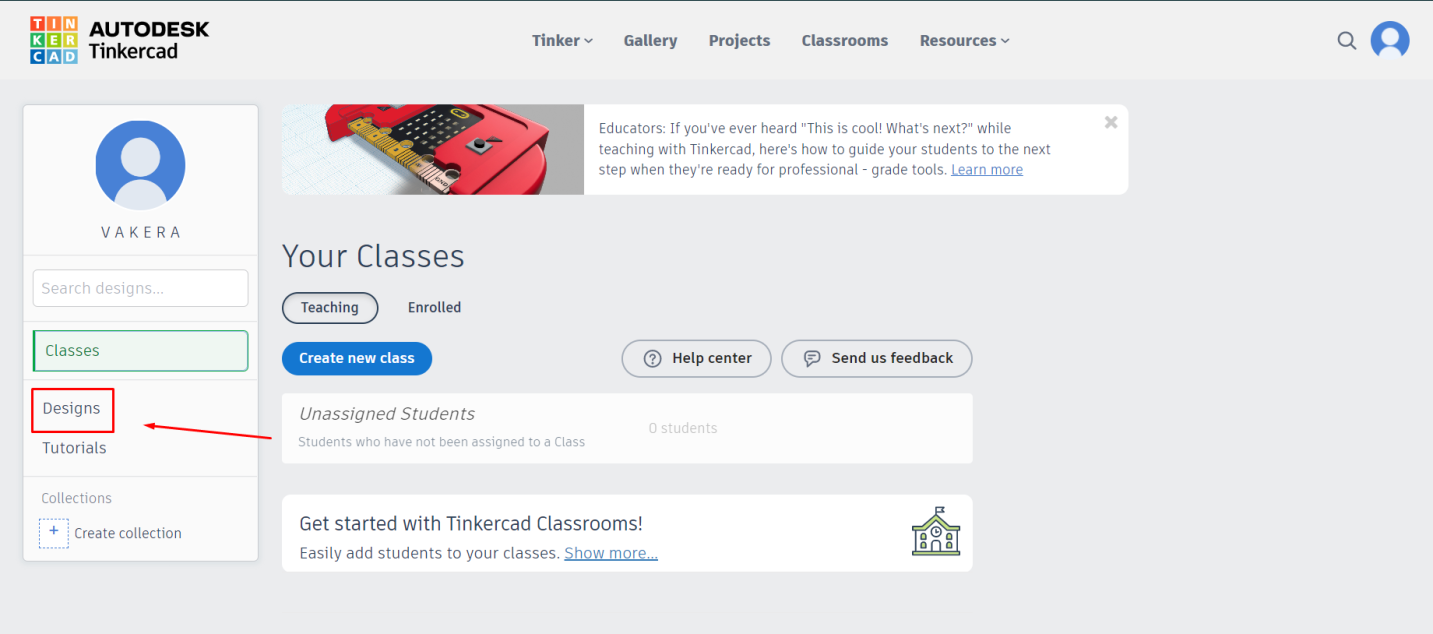 TIN
KER
CAD
AUTODESK
Tinkercad
Tinker
Gallery
Projects
Classrooms
Resources
VAKERA
Search designs...
Classes
Designs
Tutorials
Collections
+ Create collection
Educators: If you've ever heard "This is cool! What's next?" while
teaching with Tinkercad, here's how to guide your students to the next
step when they're ready for professional - grade tools. Learn more
Your Classes
Teaching
Enrolled
Create new class
Help center
Send us feedback
Unassigned Students
Students who have not been assigned to a Class
0 students
Get started with Tinkercad Classrooms!
Easily add students to your classes. Show more...